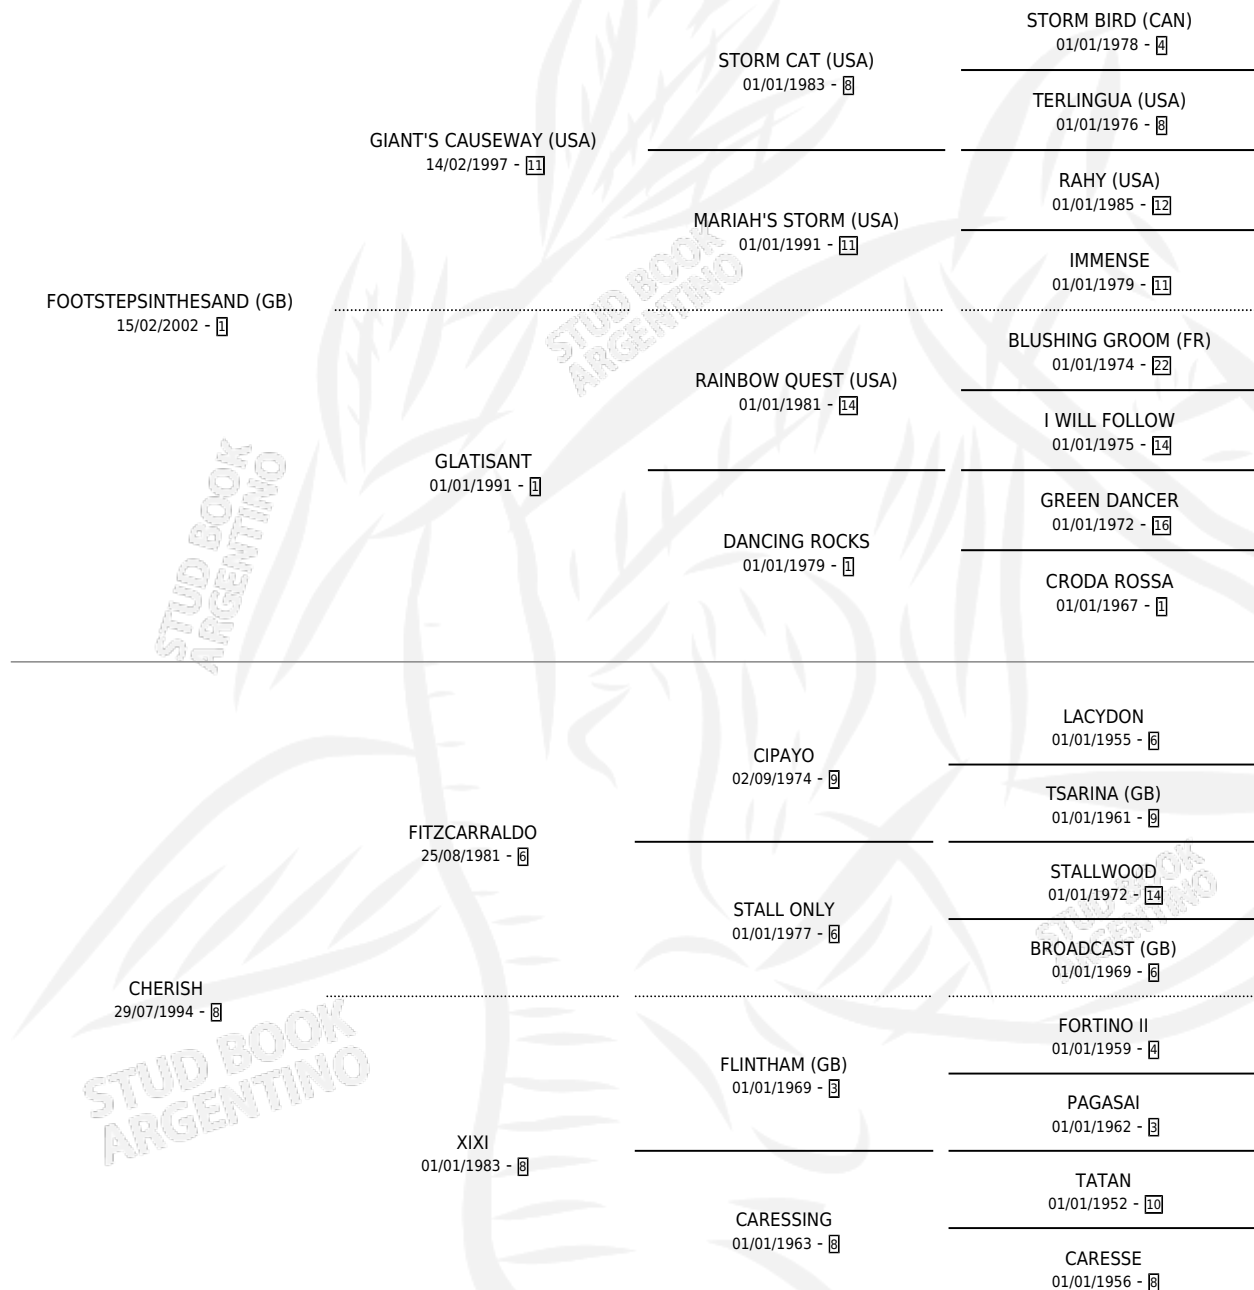 STORM BIRD (CAN)
01/01/1978 - 4
STORM CAT (USA)
01/01/1983 - 8
TERLINGUA (USA)
01/01/1976 - 8
GIANT'S CAUSEWAY (USA)
14/02/1997 - 11
RAHY (USA)
01/01/1985 - 12
MARIAH'S STORM (USA)
01/01/1991 - 11
IMMENSE
01/01/1979 - 11
FOOTSTEPSINTHESAND (GB)
15/02/2002 - 1
BLUSHING GROOM (FR)
01/01/1974 - 22
RAINBOW QUEST (USA)
01/01/1981 - 14
I WILL FOLLOW
01/01/1975 - 14
GLATISANT
01/01/1991 - 1
GREEN DANCER
01/01/1972 - 16
DANCING ROCKS
01/01/1979 - 1
CRODA ROSSA
01/01/1967 - 1
LACYDON
01/01/1955 - 6
CIPAYO
02/09/1974 - 9
TSARINA (GB)
01/01/1961 - 9
FITZCARRALDO
25/08/1981 - 6
STALLWOOD
01/01/1972 - 14
STALL ONLY
01/01/1977 - 6
BROADCAST (GB)
01/01/1969 - 6
CHERISH
29/07/1994 - 8
FORTINO II
01/01/1959 - 4
FLINTHAM (GB)
01/01/1969 - 3
PAGASAI
01/01/1962 - 3
XIXI
01/01/1983 - 8
TATAN
01/01/1952 - 10
CARESSING
01/01/1963 - 8
CARESSE
01/01/1956 - 8
STUD BOOK
ARGENTINO
STUD BOOK
ARGENTINO
STUD BOOK
ARGENTINO
STUD BOOK
ARGENTINO